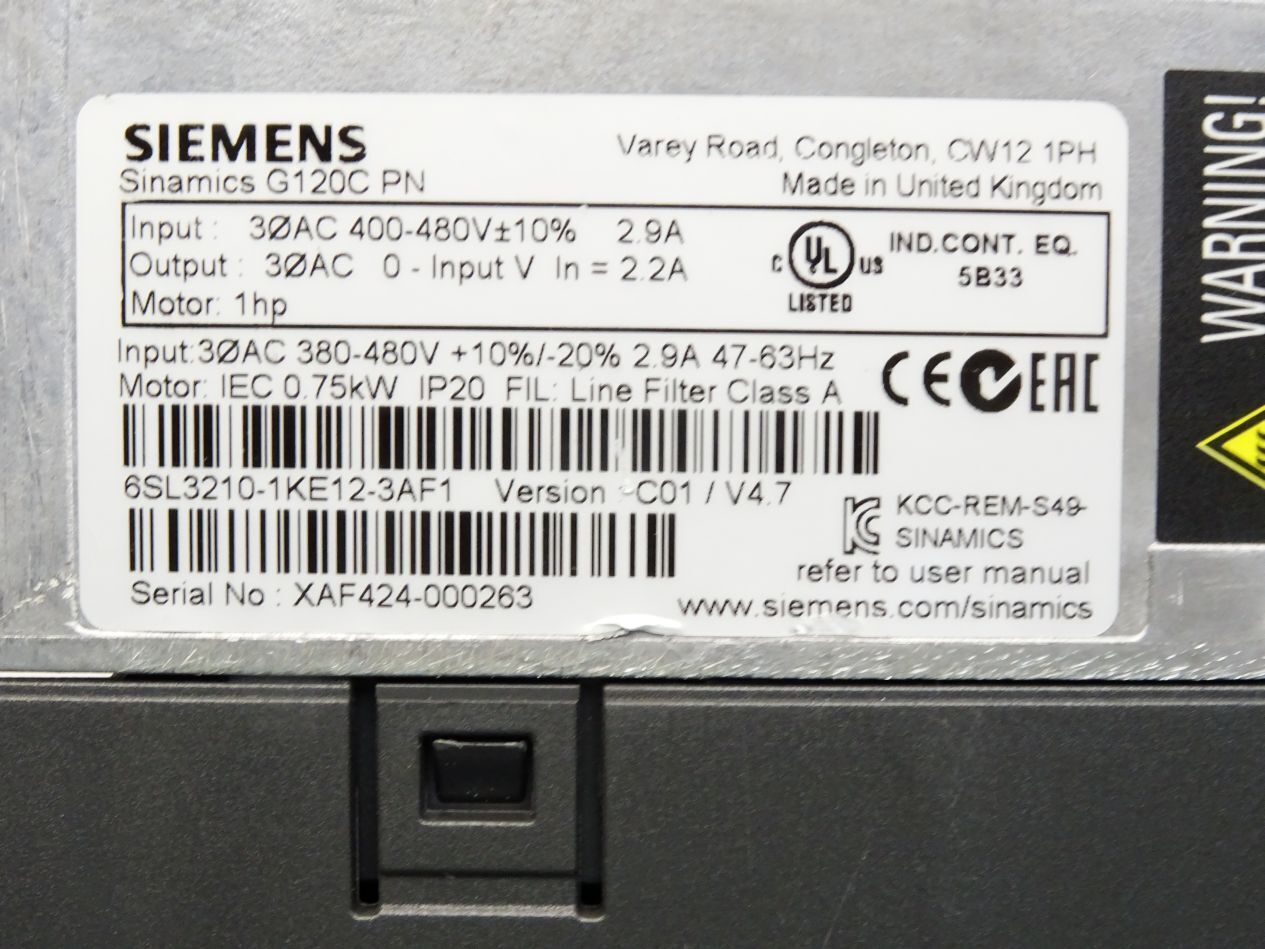 SIEMENS
Varey Road, Congleton, CW12 1PH
Sinamics G120C PN
Made in United Kingdom
Input : 3ØAC 400-480V±10% 2.9A
Output : 3ØAC 0 - Input V In = 2.2A
Motor: 1hp
C UL US
LISTED
IND.CONT. EQ.
5B33
Input:3ØAC 380-480V +10%/-20% 2.9A 47-63Hz
Motor: IEC 0.75kW IP20 FIL: Line Filter Class A
CE EAC
6SL3210-1KE12-3AF1 Version : C01 / V4.7
KCC-REM-S49-
SINAMICS
Serial No : XAF424-000263
refer to user manual
www.siemens.com/sinamics
WARNING!